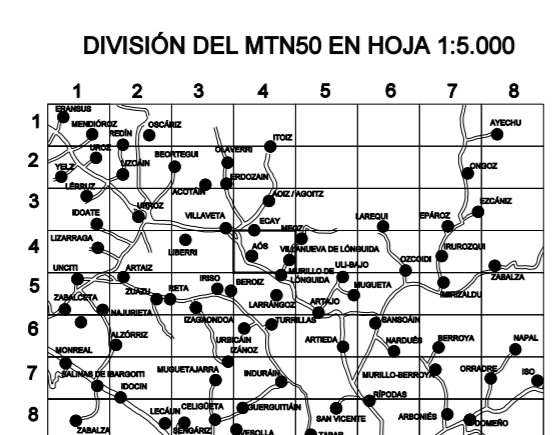 DIVISIÓN DEL MTN50 EN HOJA 1:5.000
1 2 3 4 5 6 7 8
1
ERANSUS
MENDIÓROZ
REDÍN
OSCÁRIZ
ITOIZ
AYECHU
2
UROZ
BEORTEGUI
OLAVERRI
YELZ
LIZOÁIN
ERDOZAIN
ONGOZ
3
LÉRRUZ
ACOTÁIN
AOIZ / AGOITZ
IDOATE
URROZ
VILLAVETA
ECAY
MEOZ
LAREQUI
EPÁROZ
EZCÁNIZ
4
LIZARRAGA
LIBERRI
AÓS
VILLANUEVA DE LÓNGUIDA
OZCOIDI
IRUROZQUI
UNCITI
ARTAIZ
IRISO
BEROIZ
MURILLO DE
LÓNGUIDA
ULI-BAJO
MUGUETA
ZABALZA
5
ZABALCETA
ZUAZU
RETA
LARRÁNGOZ
ARTAJO
IMIRIZALDU
6
NAJURIETA
IZAGAONDOA
TURRILLAS
SANSOÁIN
ALZÓRRIZ
URBICAIN
ARTIEDA
NARDUÉS
BERROYA
NAPAL
MONREAL
IZÁNOZ
7
SALINAS DE IBARGOITI
MUGUETAJARRA
INDURÁIN
MURILLO-BERROYA
ORRADRE
ISO
IDOCIN
RÍPODAS
8
LECÁUN
CELIGÜETA
GUERGUITIÁIN
SAN VICENTE
ARBONIÉS
DOMEÑO
ZABALZA
SENGÁRIZ
VESOLLA
TABAR